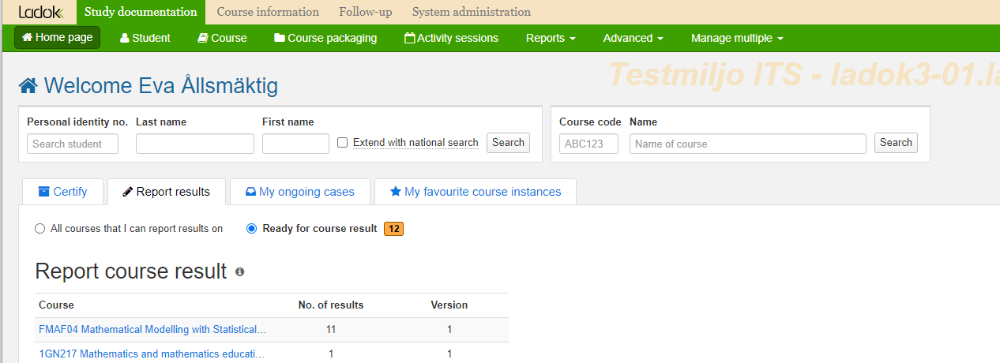 Ladok Study documentation Course information Follow-up System administration
Home page Student Course Course packaging Activity sessions Reports Advanced Manage multiple
Testmiljo ITS - ladok3-01.la
Welcome Eva Ållsmäktig
Personal identity no. Last name First name Course code Name
Search student Extend with national search Search ABC123 Name of course Search
Certify Report results My ongoing cases My favourite course instances
All courses that I can report results on Ready for course result 12
Report course result
Course No. of results Version
FMAF04 Mathematical Modelling with Statistical... 11 1
1GN217 Mathematics and mathematics educati... 1 1